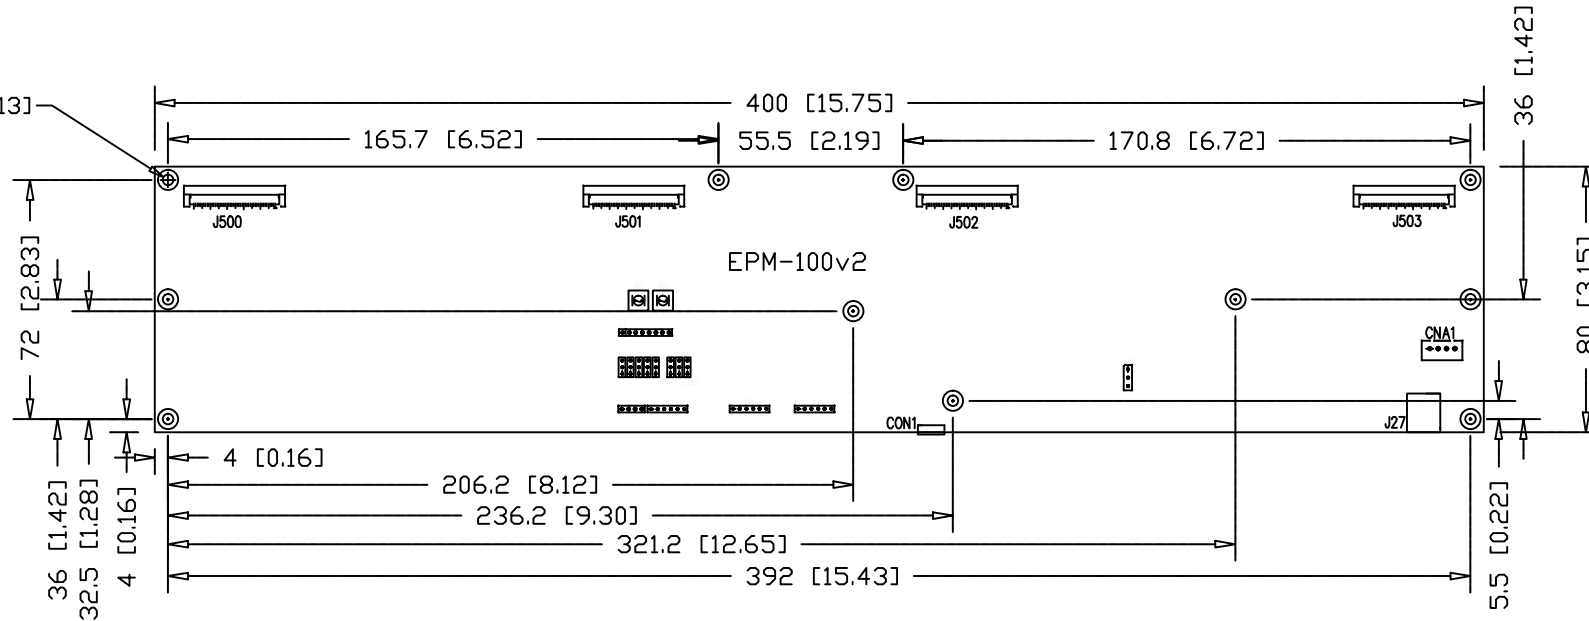 36 [1.42]
13]
400 [15.75]
165.7 [6.52]
55.5 [2.19]
170.8 [6.72]
J500
J501
J502
J503
EPM-100v2
72 [2.83]
80 [3.15]
CNA1
CON1
J27
4 [0.16]
206.2 [8.12]
236.2 [9.30]
321.2 [12.65]
392 [15.43]
36 [1.42]
32.5 [1.28]
4 [0.16]
5.5 [0.22]